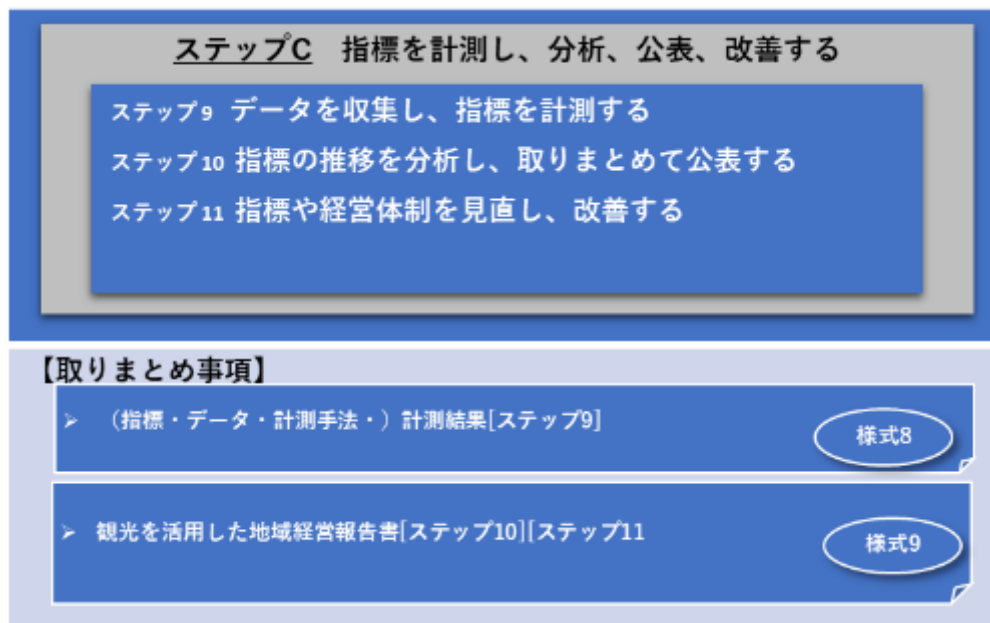 ステップC 指標を計測し、分析、公表、改善する
ステップ9 データを収集し、指標を計測する
ステップ10 指標の推移を分析し、取りまとめて公表する
ステップ11 指標や経営体制を見直し、改善する
【取りまとめ事項】
➢ （指標・データ・計測手法・）計測結果[ステップ9]
様式8
➢ 観光を活用した地域経営報告書[ステップ10][ステップ11
様式9